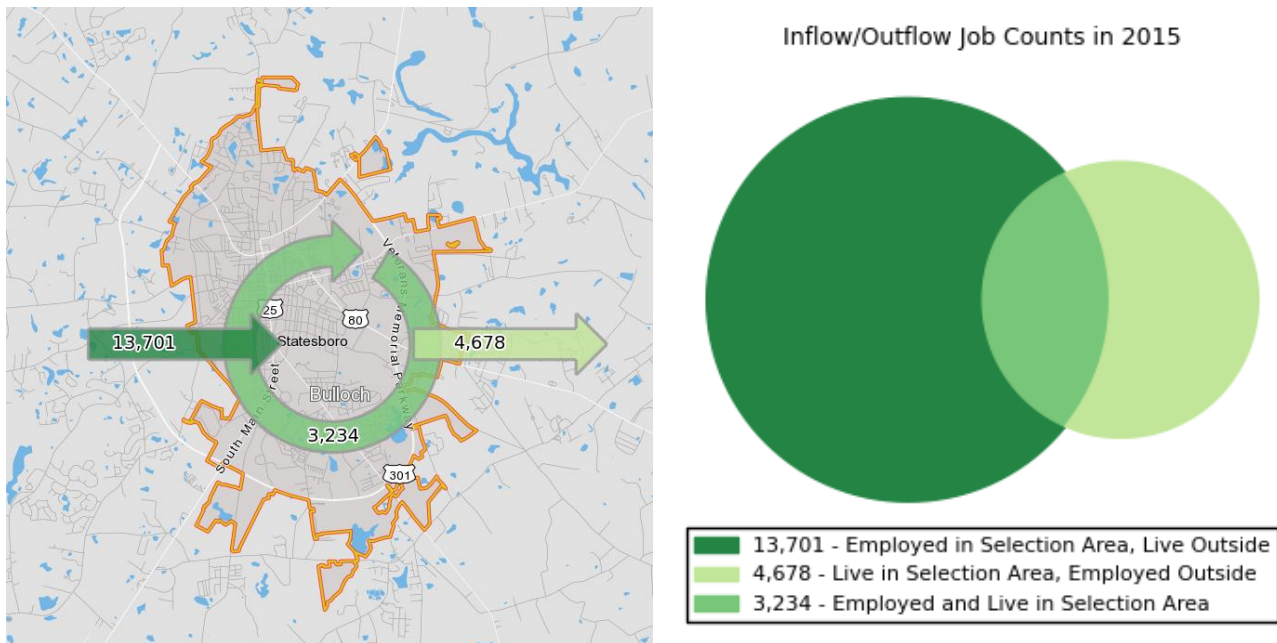 Veterans Memorial Parkway
25
80
13,701
Statesboro
4,678
Bulloch
South Main Street
3,234
301
Inflow/Outflow Job Counts in 2015
13,701 - Employed in Selection Area, Live Outside
4,678 - Live in Selection Area, Employed Outside
3,234 - Employed and Live in Selection Area